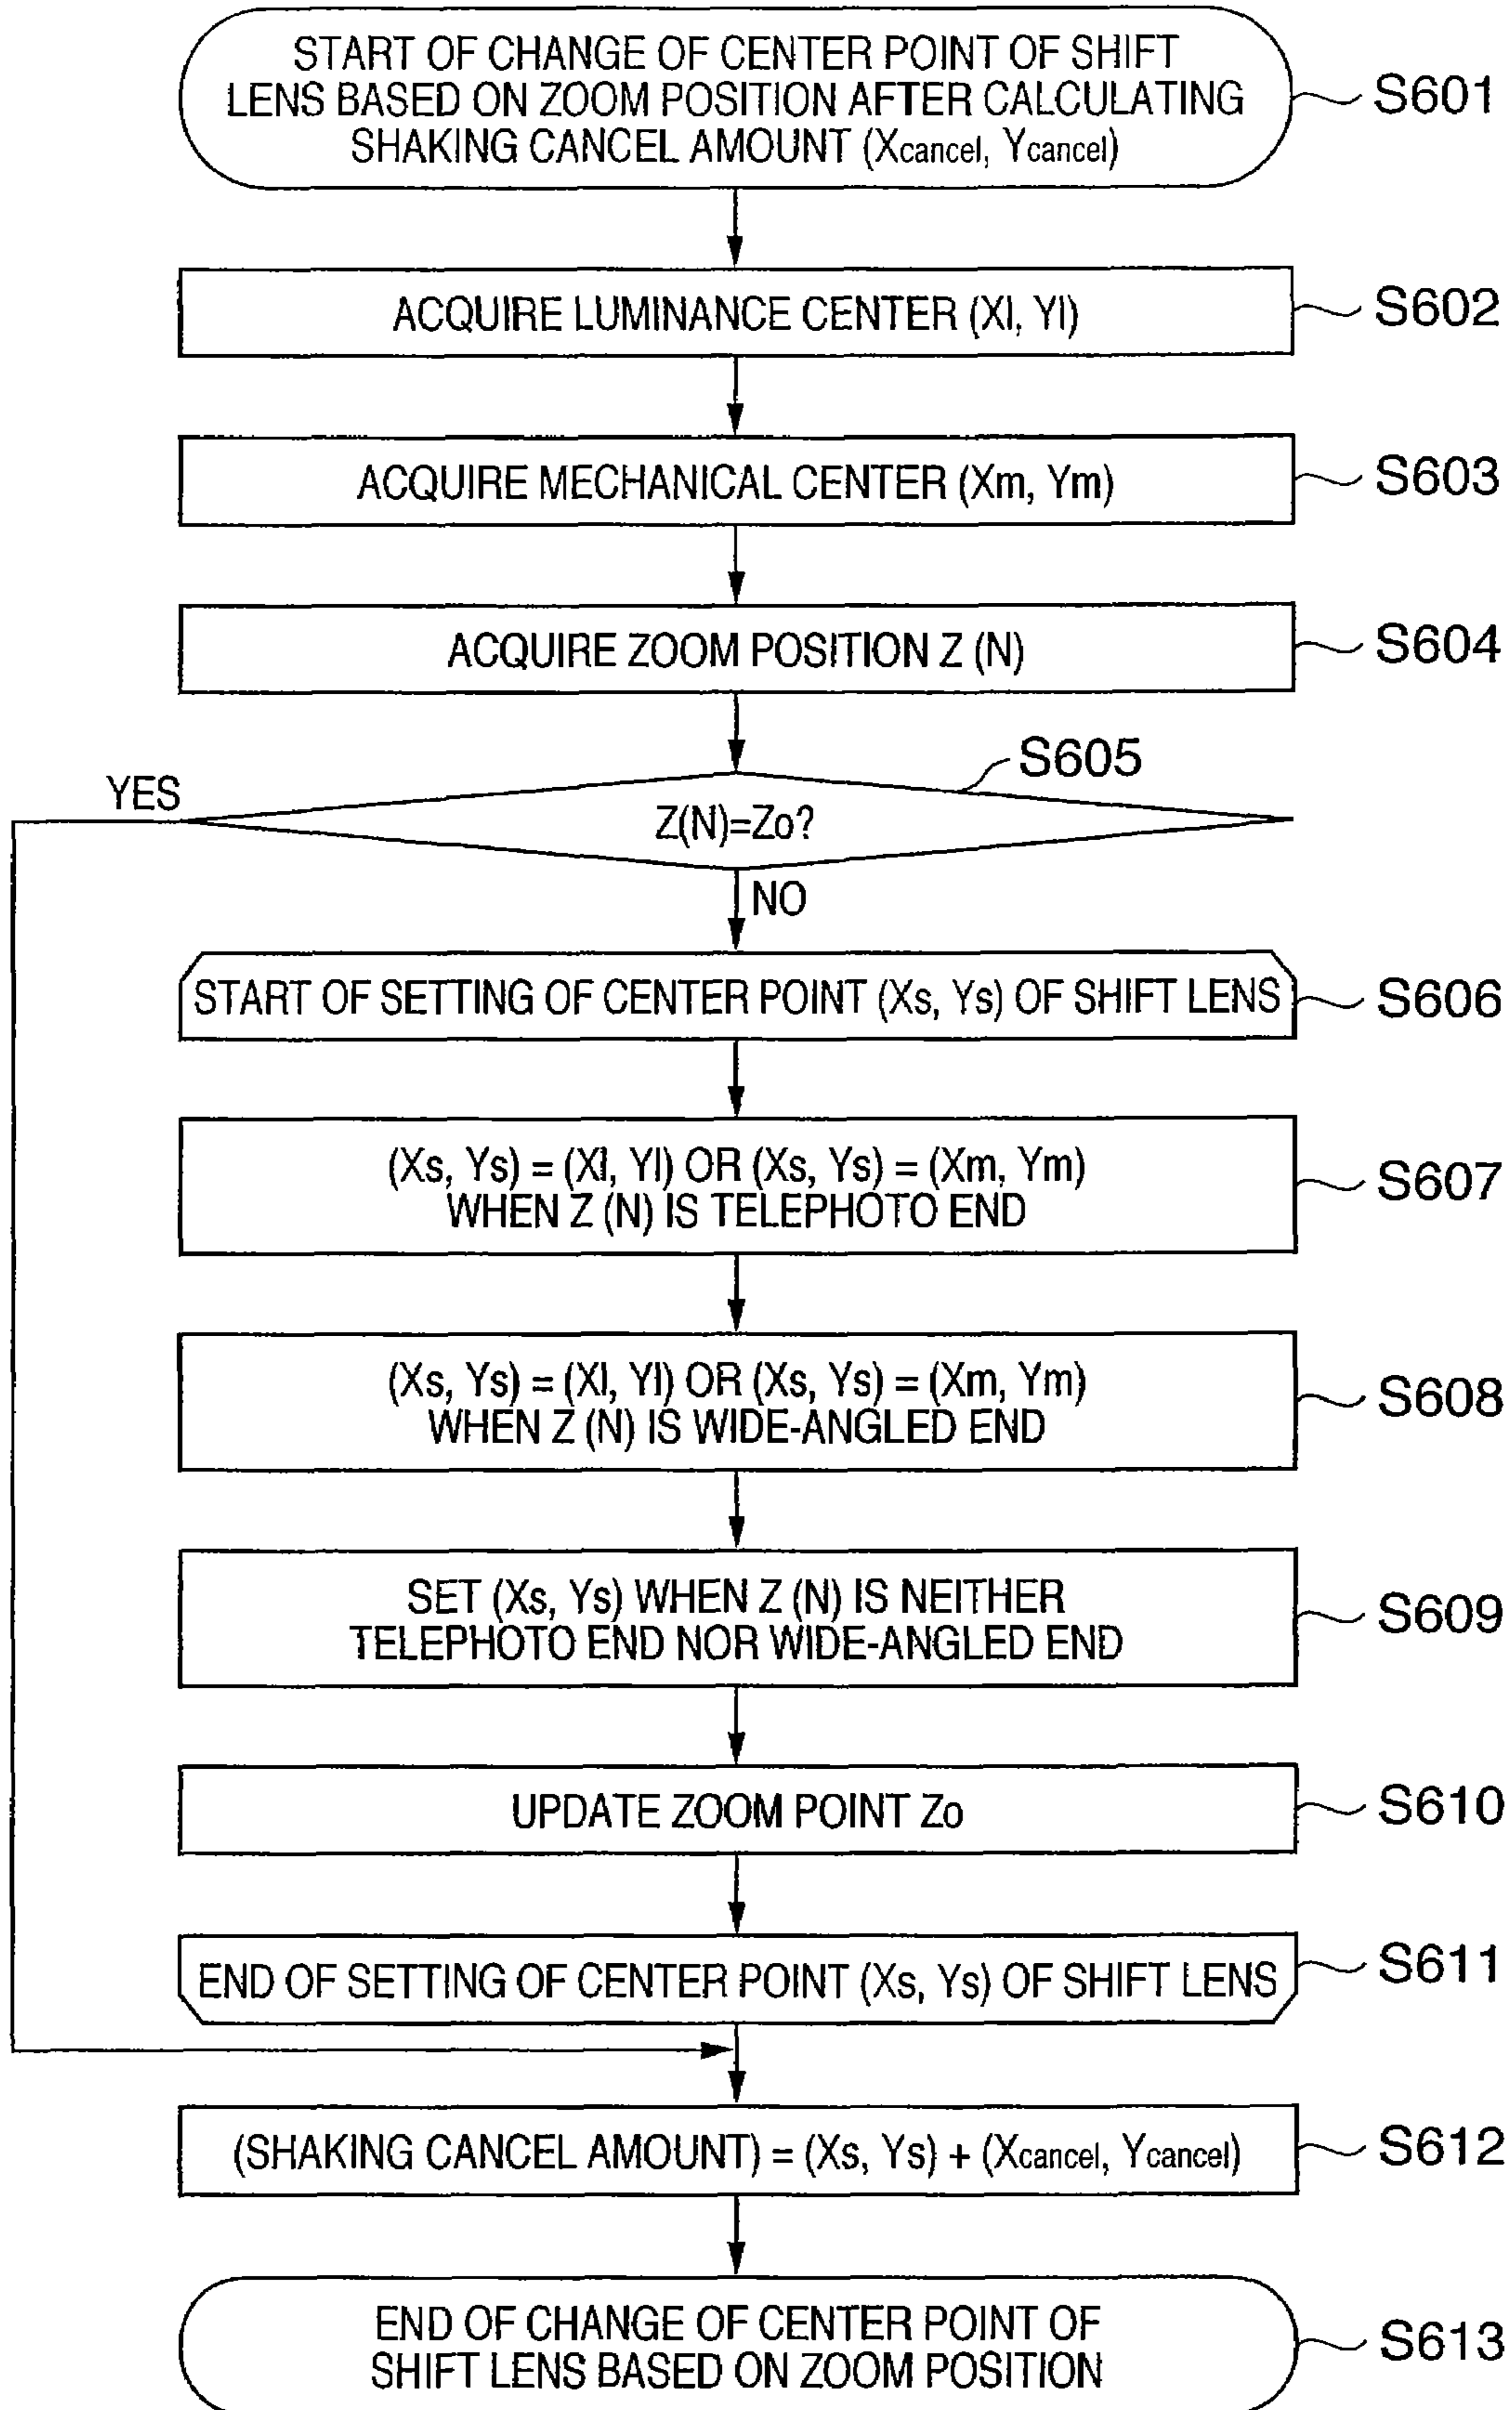 START OF CHANGE OF CENTER POINT OF SHIFT
LENS BASED ON ZOOM POSITION AFTER CALCULATING
SHAKING CANCEL AMOUNT (Xcancel, Ycancel)
S601
ACQUIRE LUMINANCE CENTER (Xl, Yl)
S602
ACQUIRE MECHANICAL CENTER (Xm, Ym)
S603
ACQUIRE ZOOM POSITION Z (N)
S604
S605
YES
Z(N)=Zo?
NO
START OF SETTING OF CENTER POINT (Xs, Ys) OF SHIFT LENS
S606
(Xs, Ys) = (Xl, Yl) OR (Xs, Ys) = (Xm, Ym)
WHEN Z (N) IS TELEPHOTO END
S607
(Xs, Ys) = (Xl, Yl) OR (Xs, Ys) = (Xm, Ym)
WHEN Z (N) IS WIDE-ANGLED END
S608
SET (Xs, Ys) WHEN Z (N) IS NEITHER
TELEPHOTO END NOR WIDE-ANGLED END
S609
UPDATE ZOOM POINT Zo
S610
END OF SETTING OF CENTER POINT (Xs, Ys) OF SHIFT LENS
S611
(SHAKING CANCEL AMOUNT) = (Xs, Ys) + (Xcancel, Ycancel)
S612
END OF CHANGE OF CENTER POINT OF
SHIFT LENS BASED ON ZOOM POSITION
S613